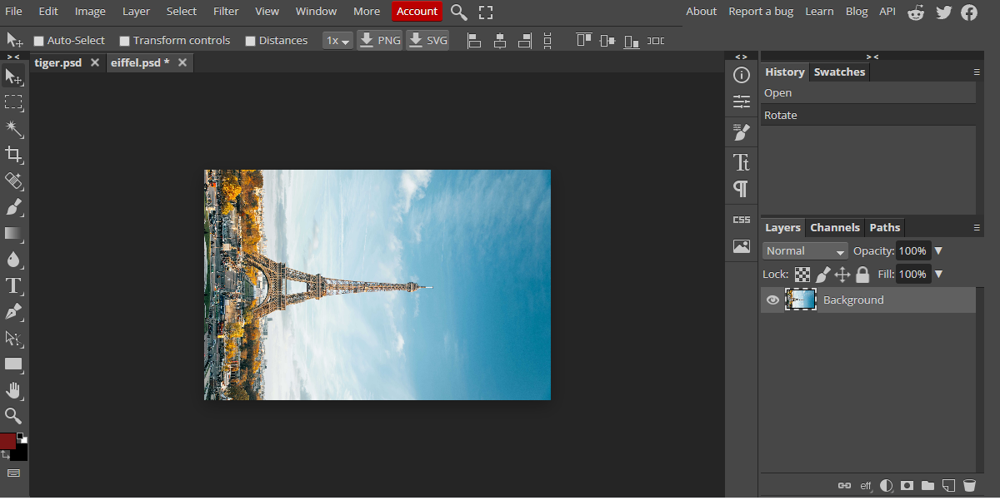 File Edit Image Layer Select Filter View Window More Account About Report a bug Learn Blog API
Auto-Select Transform controls Distances 1x PNG SVG
> < tiger.psd eiffel.psd * < > > <
History Swatches
Open
Rotate
Tt
CSS
Layers Channels Paths
Normal Opacity: 100%
Lock: Fill: 100%
Background
T
eff